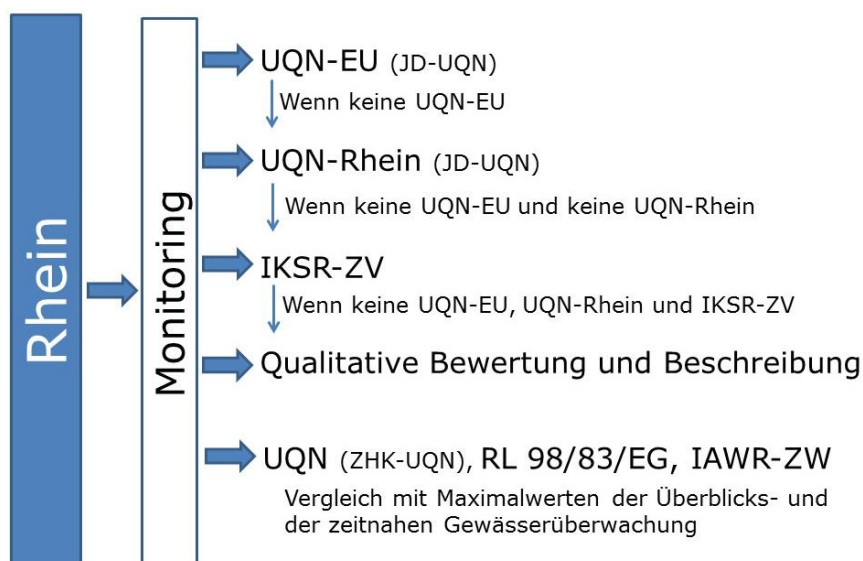 Rhein
Monitoring
UQN-EU (JD-UQN)
Wenn keine UQN-EU
UQN-Rhein (JD-UQN)
Wenn keine UQN-EU und keine UQN-Rhein
IKSR-ZV
Wenn keine UQN-EU, UQN-Rhein und IKSR-ZV
Qualitative Bewertung und Beschreibung
UQN (ZHK-UQN), RL 98/83/EG, IAWR-ZW
Vergleich mit Maximalwerten der Überblicks- und
der zeitnahen Gewässerüberwachung